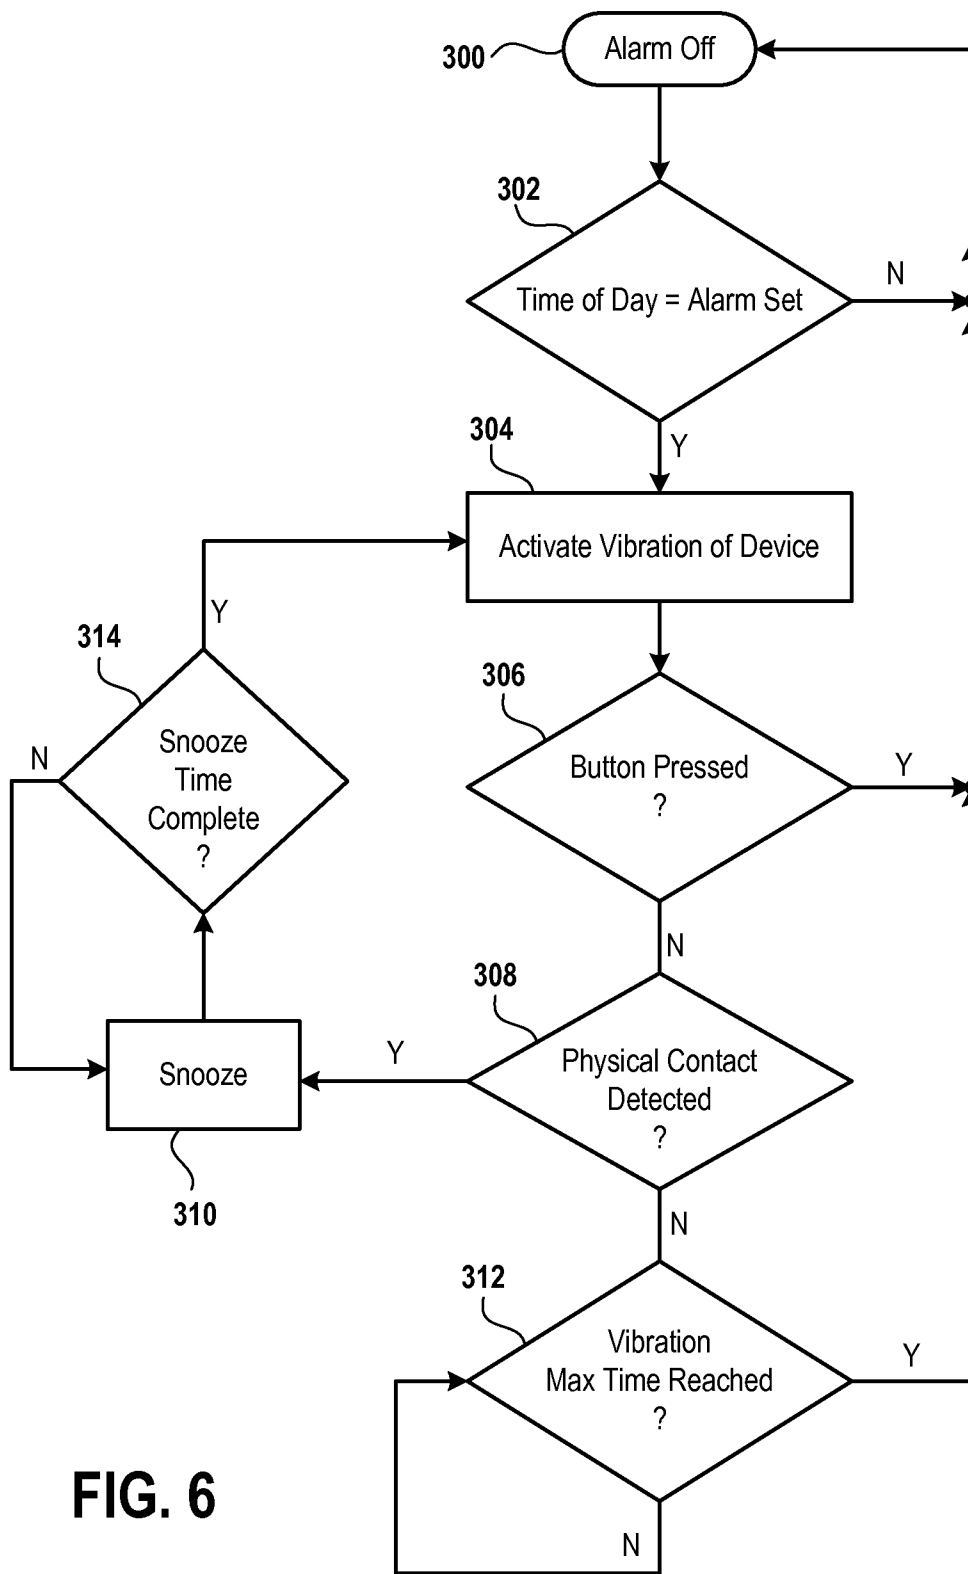 300
Alarm Off
302
Time of Day = Alarm Set
N
Y
304
Activate Vibration of Device
Y
314
306
Snooze
Time
Complete
?
N
Button Pressed
?
Y
N
308
Physical Contact
Detected
?
Y
Snooze
310
N
312
Vibration
Max Time Reached
?
Y
N
FIG. 6